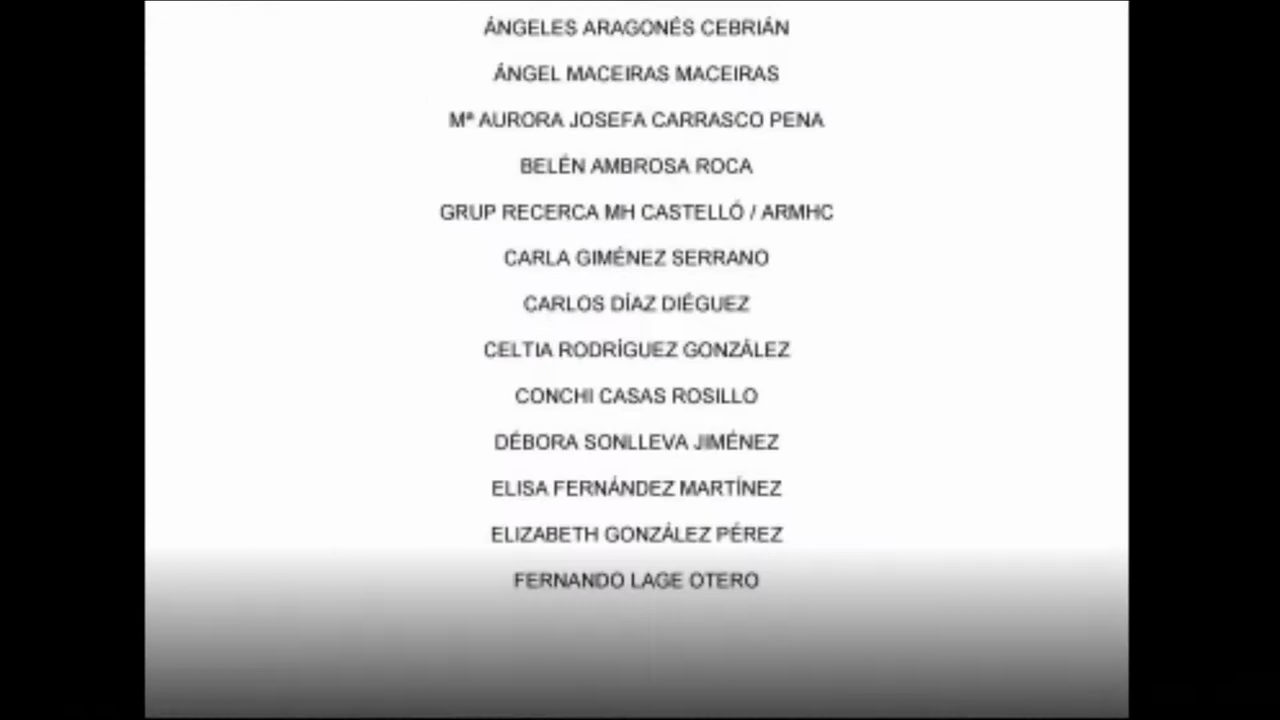 ÁNGELES ARAGONÉS CEBRIÁN
ÁNGEL MACEIRAS MACEIRAS
Mª AURORA JOSEFA CARRASCO PENA
BELÉN AMBROSA ROCA
GRUP RECERCA MH CASTELLÓ / ARMHC
CARLA GIMÉNEZ SERRANO
CARLOS DÍAZ DIÉGUEZ
CELTIA RODRÍGUEZ GONZÁLEZ
CONCHI CASAS ROSILLO
DÉBORA SONLLEVA JIMÉNEZ
ELISA FERNÁNDEZ MARTÍNEZ
ELIZABETH GONZÁLEZ PÉREZ
FERNANDO LAGE OTERO